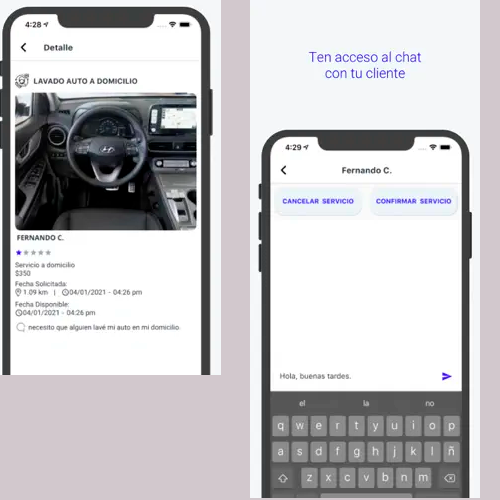 4:28
Detalle
LAVADO AUTO A DOMICILIO
FERNANDO C.
Servicio a domicilio
$350
Fecha Solicitada:
1.09 km | 04/01/2021 - 04:26 pm
Fecha Disponible:
04/01/2021 - 04:26 pm
necesito que alguien lavé mi auto en mi domicilio.
Ten acceso al chat
con tu cliente
4:29
Fernando C.
CANCELAR SERVICIO
CONFIRMAR SERVICIO
Hola, buenas tardes.
el la no
q w e r t y u i o p
a s d f g h j k l ñ
z x c v b n m